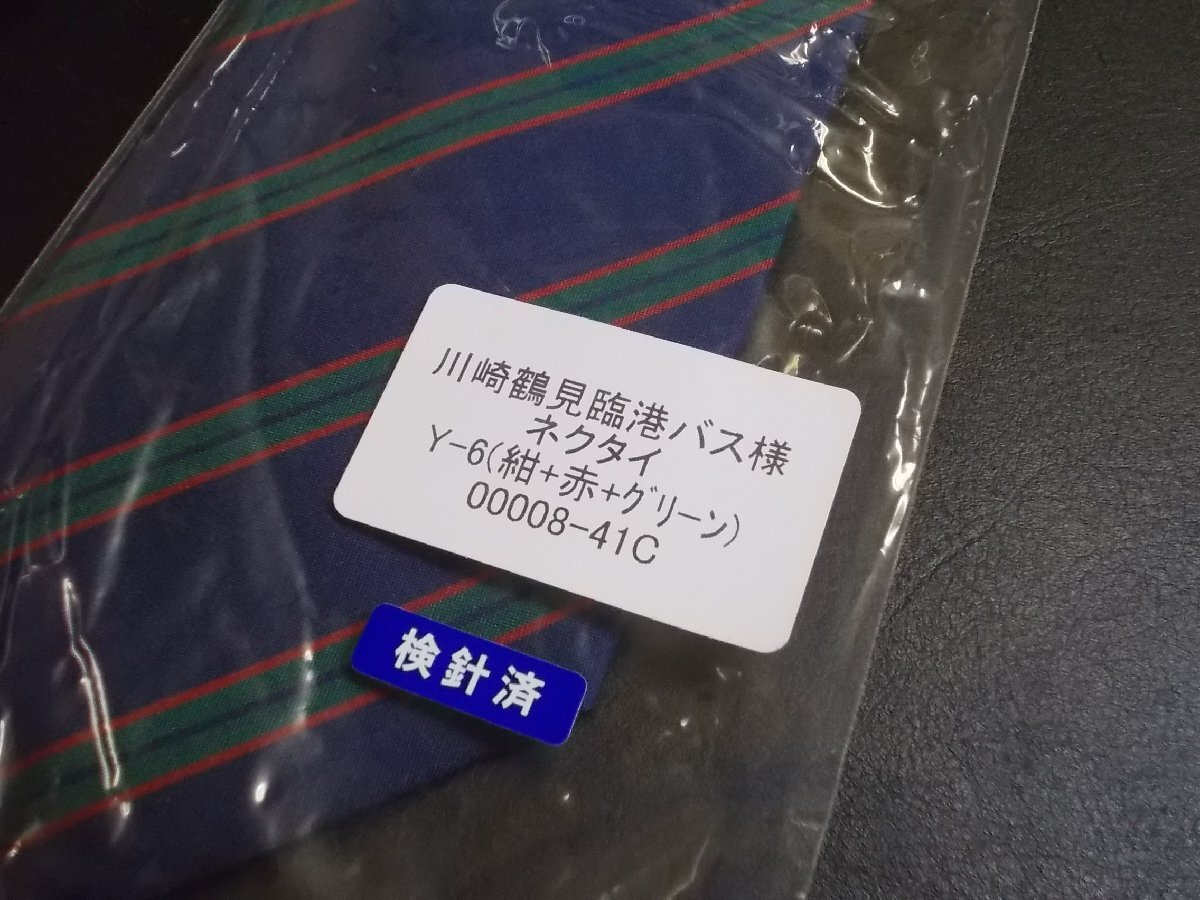 川崎鶴見臨港バス様
ネクタイ
Y-6(紺+赤+グリーン)
00008-41C
検針済